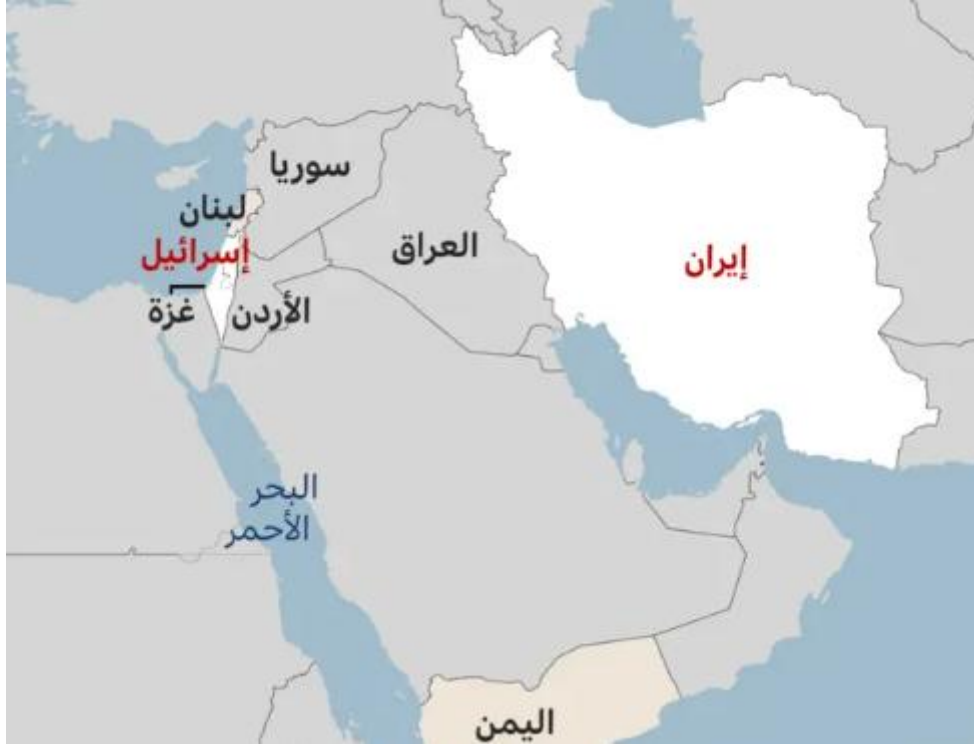 سوريا
لبنان
إسرائيل
العراق
إيران
غزة
الأردن
البحر
الأحمر
اليمن